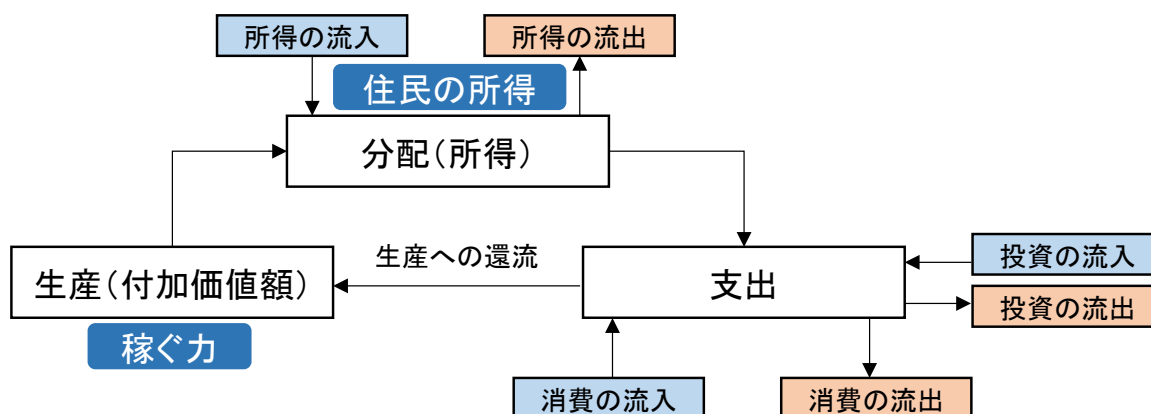 所得の流入
所得の流出
住民の所得
分配(所得)
生産への還流
生産(付加価値額)
支出
投資の流入
投資の流出
稼ぐ力
消費の流入
消費の流出